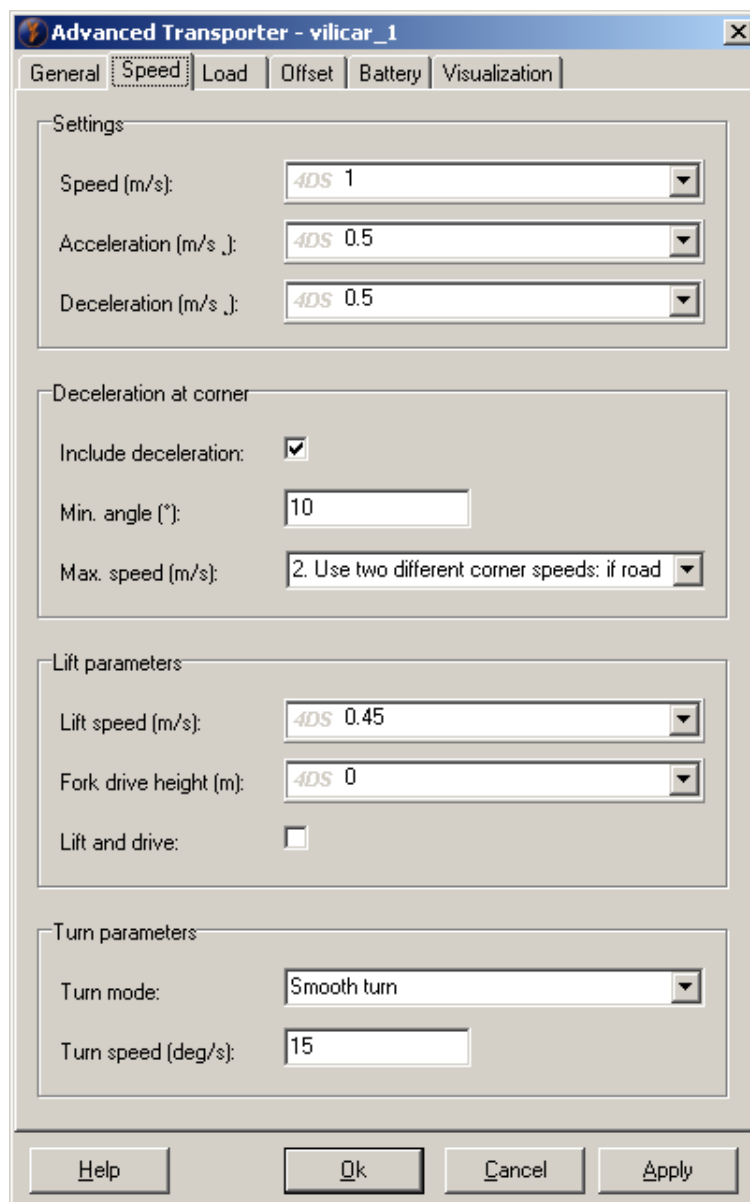 Advanced Transporter - vilicar_1
General Speed Load Offset Battery Visualization
Settings
Speed (m/s): 4DS 1
Acceleration (m/s ˛): 4DS 0.5
Deceleration (m/s ˛): 4DS 0.5
Deceleration at corner
Include deceleration:
Min. angle (°): 10
Max. speed (m/s): 2. Use two different corner speeds: if road
Lift parameters
Lift speed (m/s): 4DS 0.45
Fork drive height (m): 4DS 0
Lift and drive:
Turn parameters
Turn mode: Smooth turn
Turn speed (deg/s): 15
Help Ok Cancel Apply